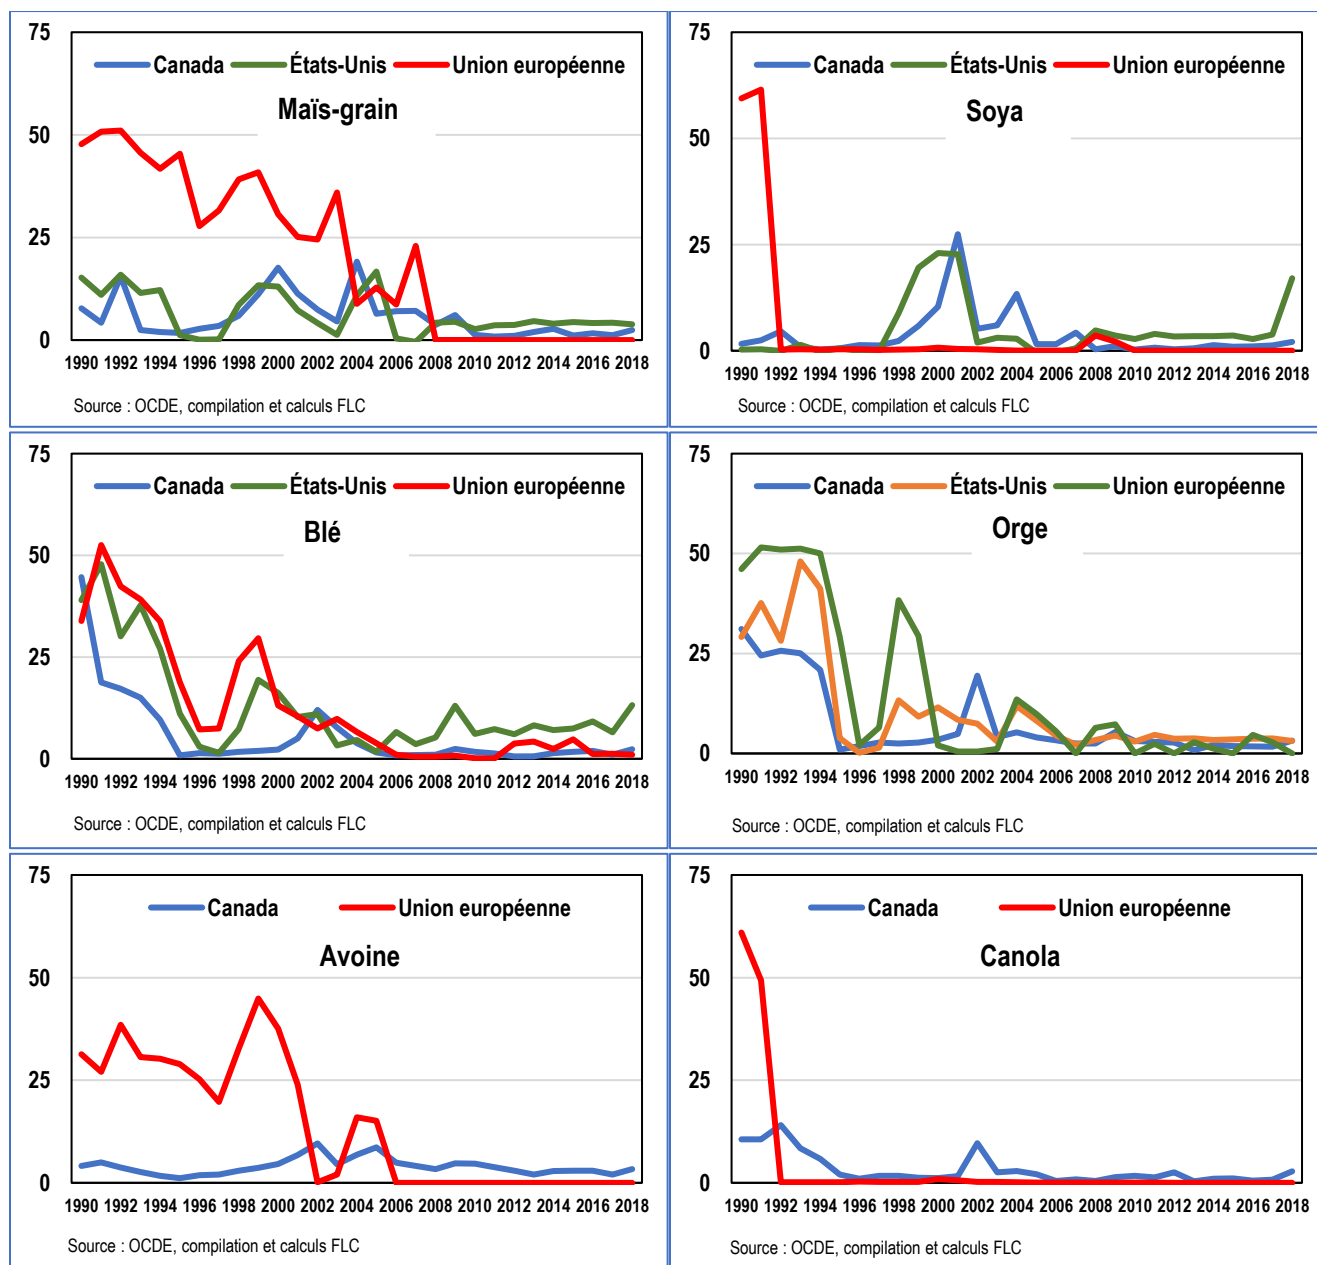 75
Canada États-Unis Union européenne
Maïs-grain
50
25
0
1990 1992 1994 1996 1998 2000 2002 2004 2006 2008 2010 2012 2014 2016 2018
Source : OCDE, compilation et calculs FLC
75
Canada États-Unis Union européenne
Soya
50
25
0
1990 1992 1994 1996 1998 2000 2002 2004 2006 2008 2010 2012 2014 2016 2018
Source : OCDE, compilation et calculs FLC
75
Canada États-Unis Union européenne
Blé
50
25
0
1990 1992 1994 1996 1998 2000 2002 2004 2006 2008 2010 2012 2014 2016 2018
Source : OCDE, compilation et calculs FLC
75
Canada États-Unis Union européenne
Orge
50
25
0
1990 1992 1994 1996 1998 2000 2002 2004 2006 2008 2010 2012 2014 2016 2018
Source : OCDE, compilation et calculs FLC
75
Canada Union européenne
Avoine
50
25
0
1990 1992 1994 1996 1998 2000 2002 2004 2006 2008 2010 2012 2014 2016 2018
Source : OCDE, compilation et calculs FLC
75
Canada Union européenne
Canola
50
25
0
1990 1992 1994 1996 1998 2000 2002 2004 2006 2008 2010 2012 2014 2016 2018
Source : OCDE, compilation et calculs FLC